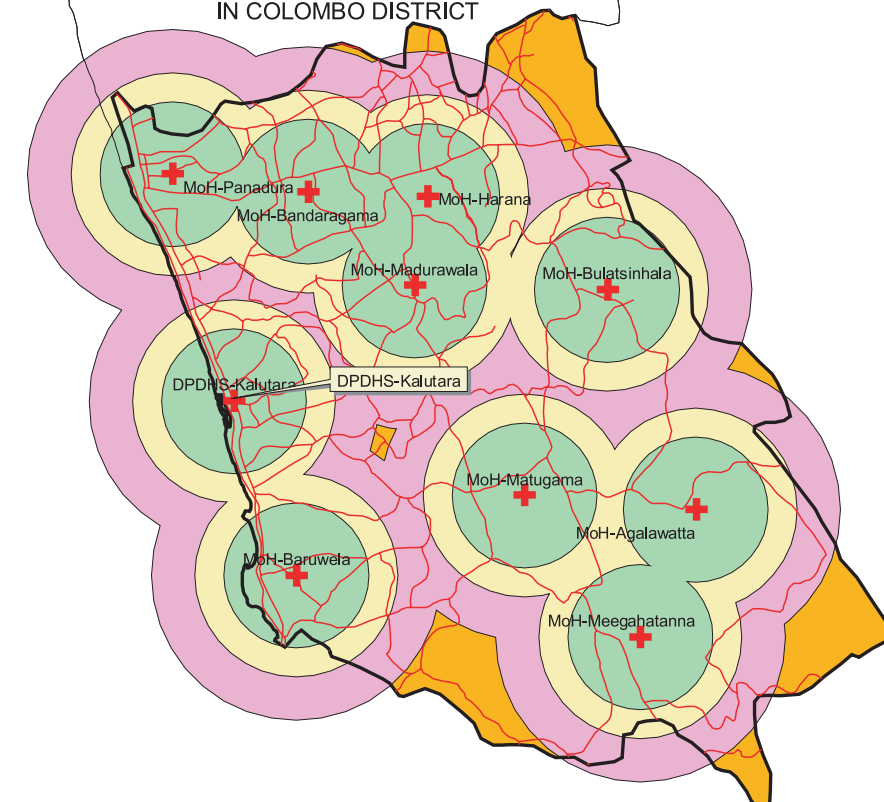 IN COLOMBO DISTRICT
MoH-Panadura
MoH-Harana
MoH-Bandaragama
MoH-Madurawala
MoH-Bulatsinhala
DPDHS-Kalutara
DPDHS-Kalutara
MoH-Matugama
MoH-Agalawatta
MoH-Baruwela
MoH-Meegahatanna